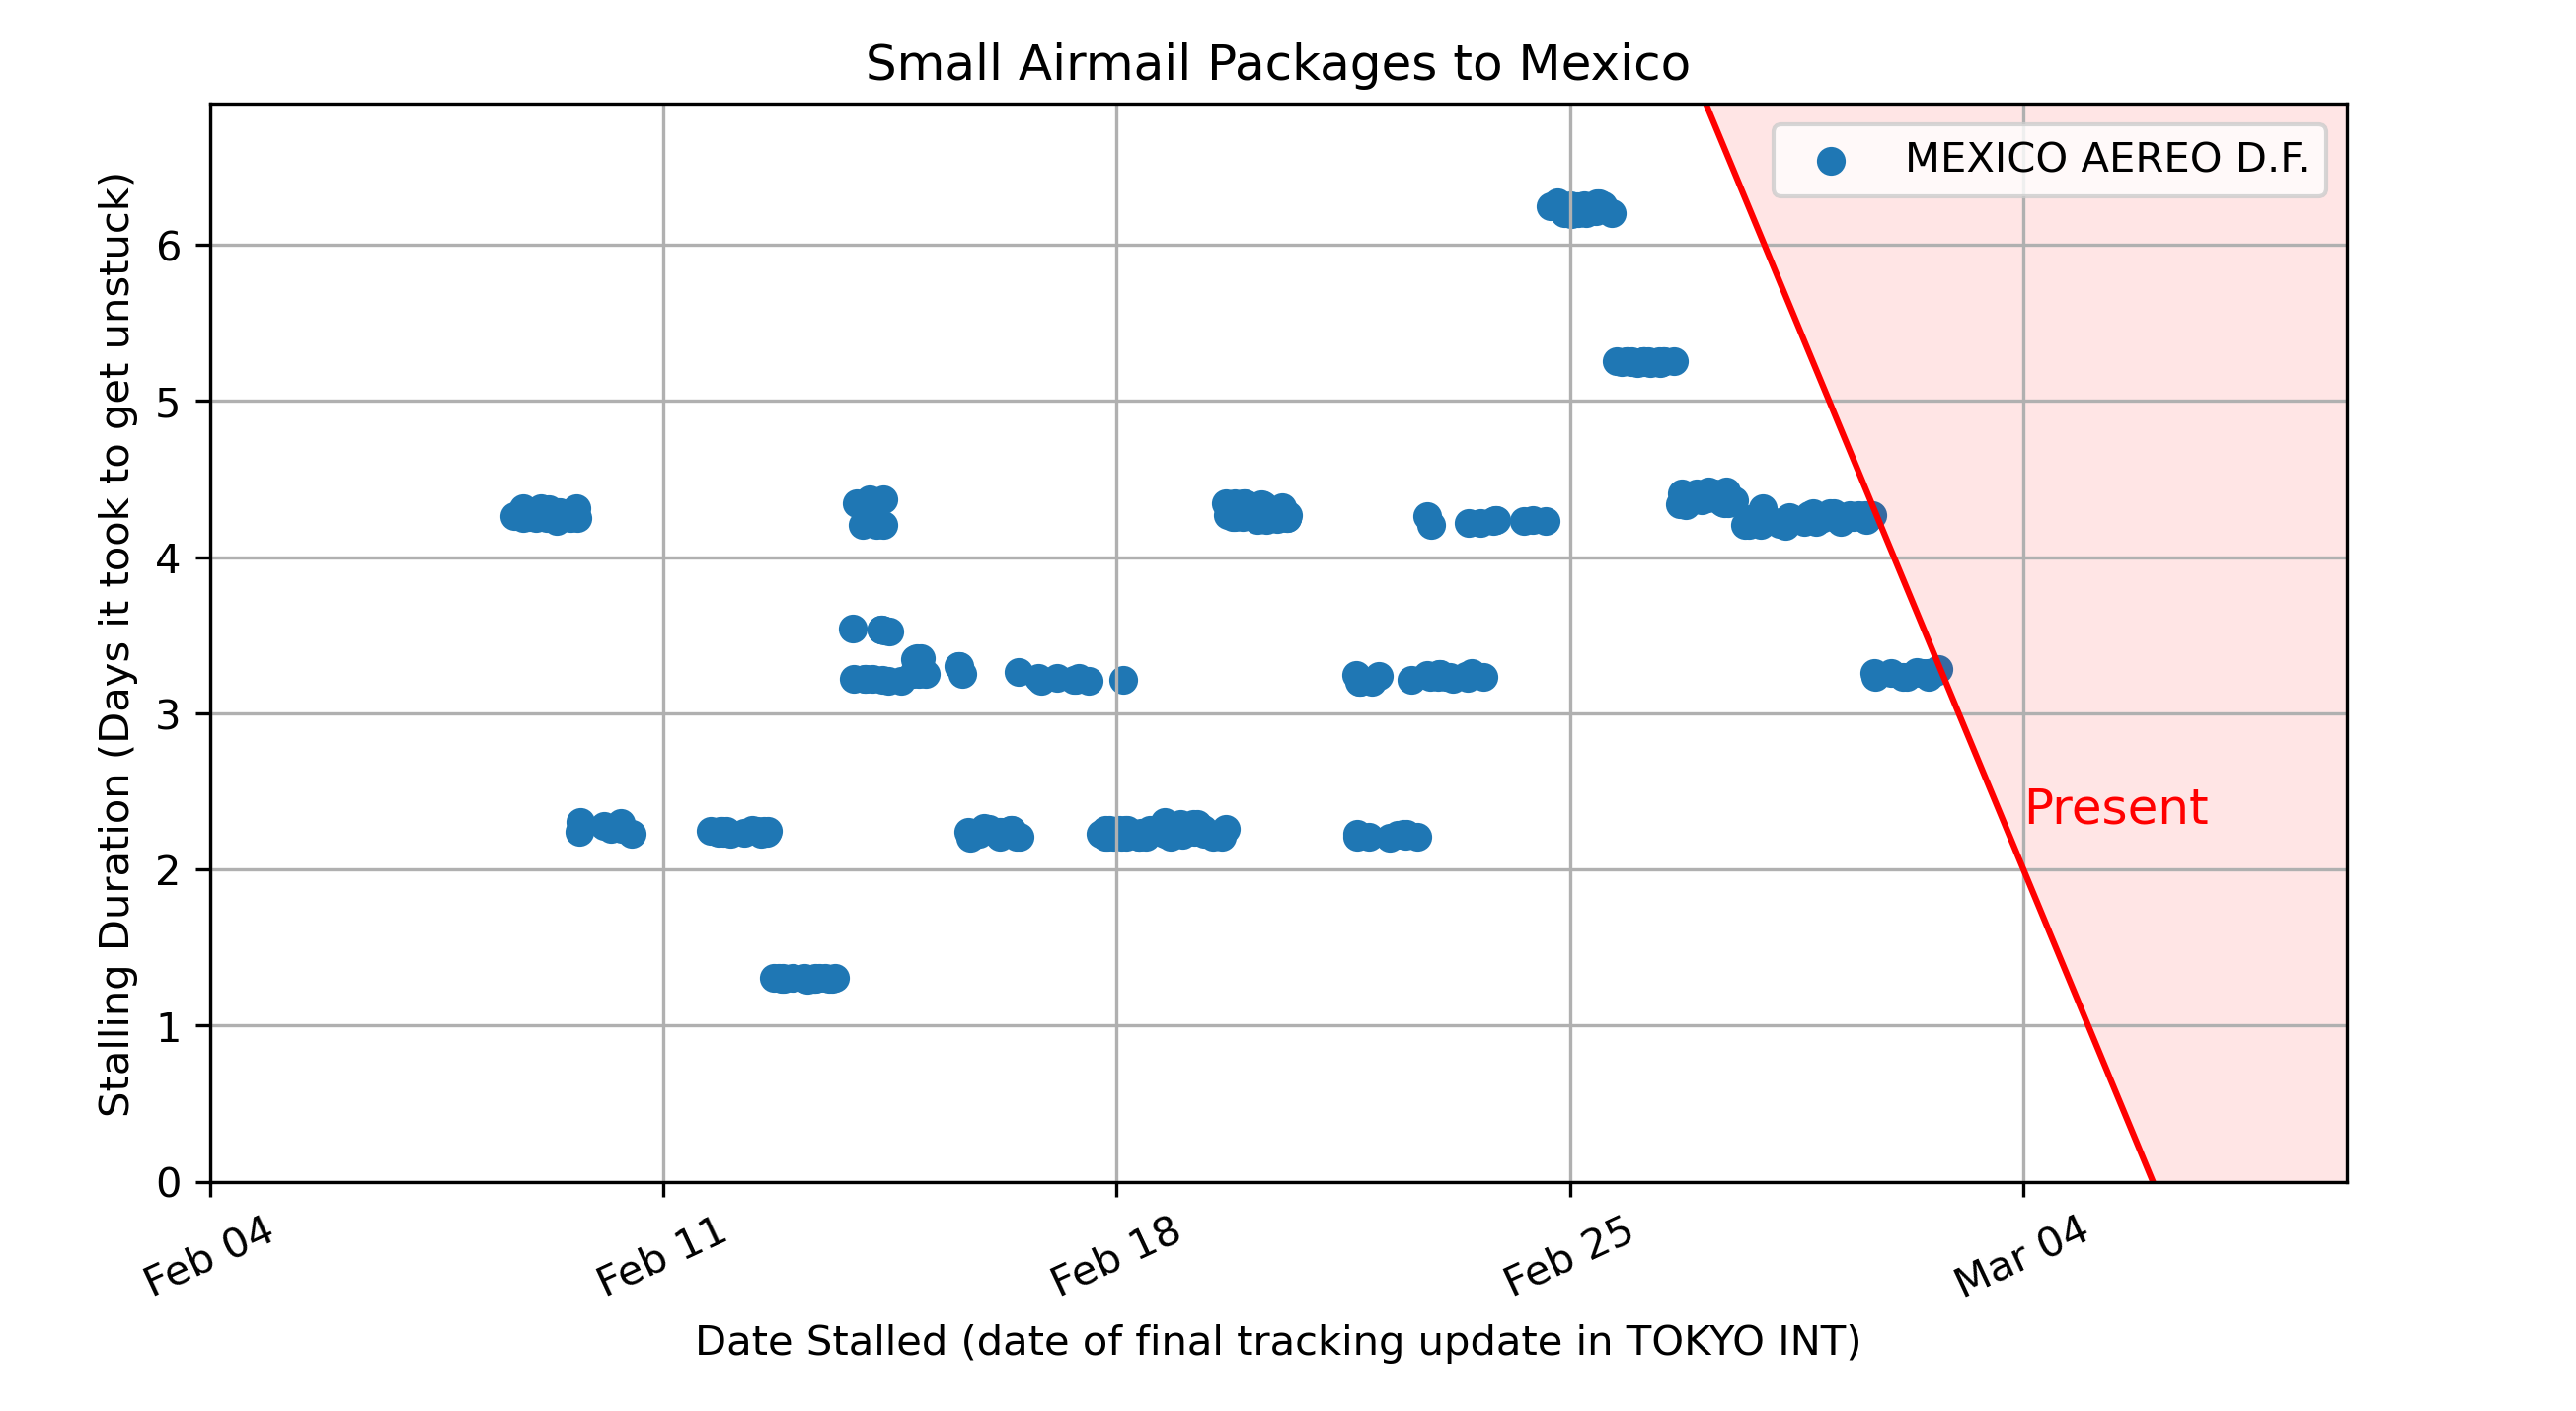 Small Airmail Packages to Mexico
MEXICO AEREO D.F.
Stalling Duration (Days it took to get unstuck)
6
5
4
3
2
1
0
Present
Feb 04
Feb 11
Feb 18
Feb 25
Mar 04
Date Stalled (date of final tracking update in TOKYO INT)